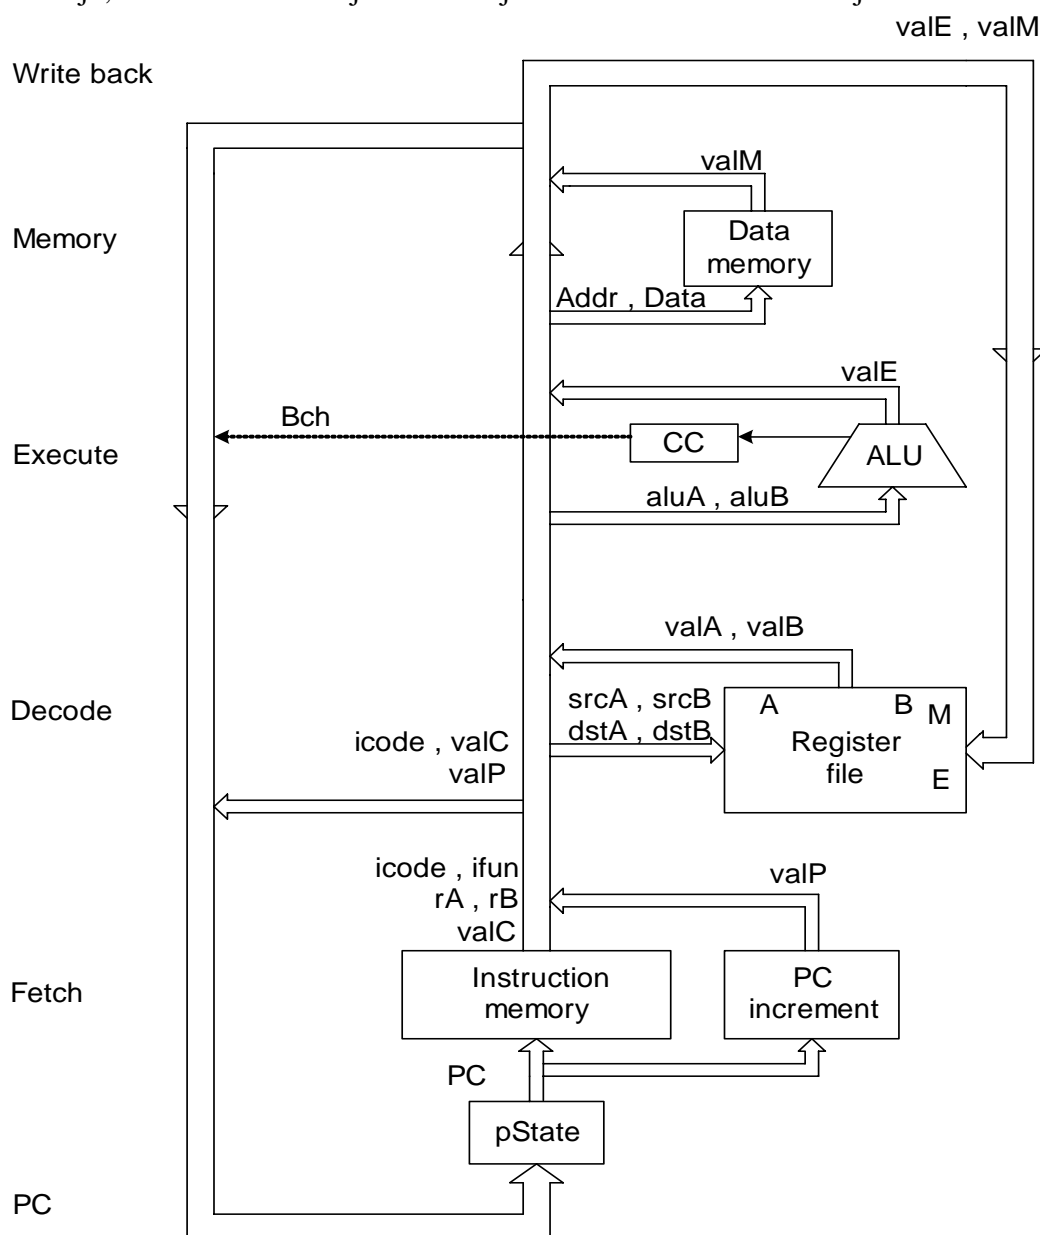 valE , valM
Write back
valM
Memory
Data
memory
Addr , Data
valE
Bch
CC
ALU
Execute
aluA , aluB
valA , valB
srcA , srcB
A
B
M
Decode
dstA , dstB
Register
file
icode , valC
valP
E
icode , ifun
valP
rA , rB
valC
Instruction
memory
PC
increment
Fetch
PC
pState
PC